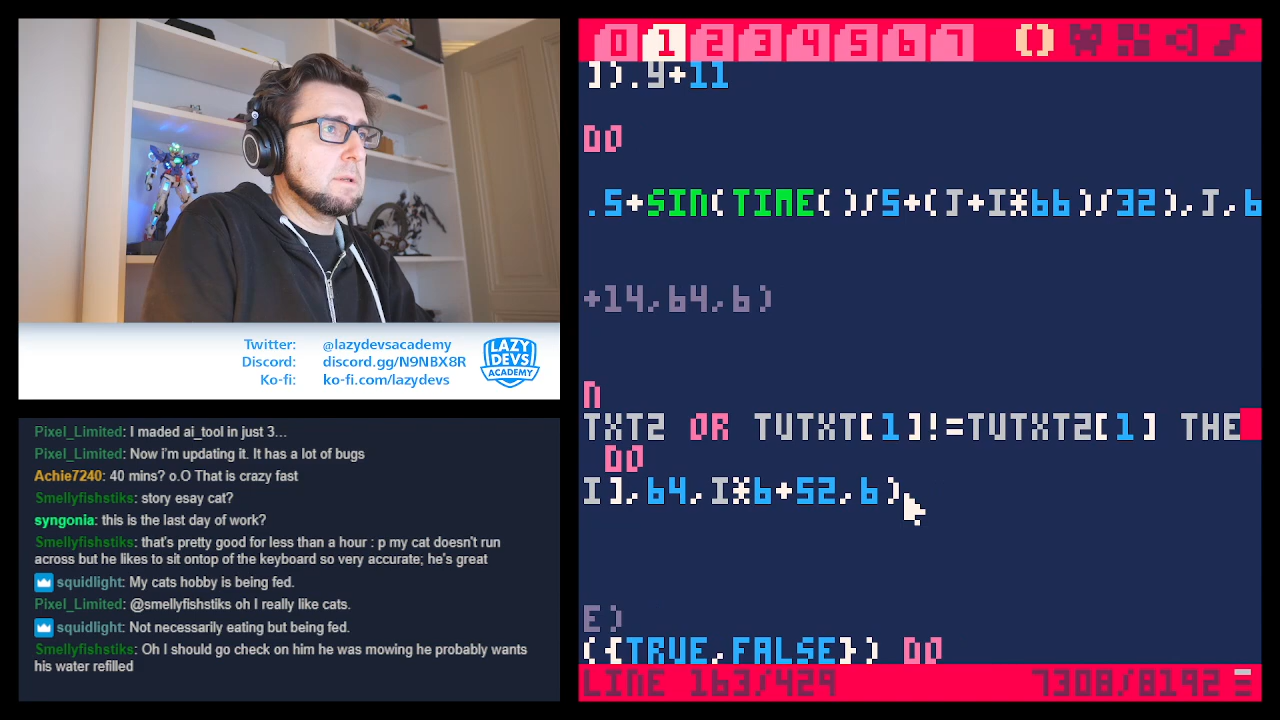 Twitter: @lazydevsacademy
Discord: discord.gg/N9NBX8R
Ko-fi: ko-fi.com/lazydevs
LAZY
DEVS
ACADEMY
Pixel_Limited: I maded ai_tool in just 3...
Pixel_Limited: Now i'm updating it. It has a lot of bugs
Achie7240: 40 mins? o.O That is crazy fast
Smellyfishstiks: story esay cat?
syngonia: this is the last day of work?
Smellyfishstiks: that's pretty good for less than a hour : p my cat doesn't run
across but he likes to sit ontop of the keyboard so very accurate; he's great
squidlight: My cats hobby is being fed.
Pixel_Limited: @smellyfishstiks oh I really like cats.
squidlight: Not necessarily eating but being fed.
Smellyfishstiks: Oh I should go check on him he was mowing he probably wants
his water refilled
0 1 2 3 4 5 6 7 ()
]).y+11
DO
.5+SIN(TIME()/5+(J+I*66)/32),J,6
+14,64,6)
N
TXT2 OR TUTXT[1]!=TUTXT2[1] THE
DO
I],64,I*6+52,6)
E)
({TRUE,FALSE}) DO
LINE 163/429
7308/8192